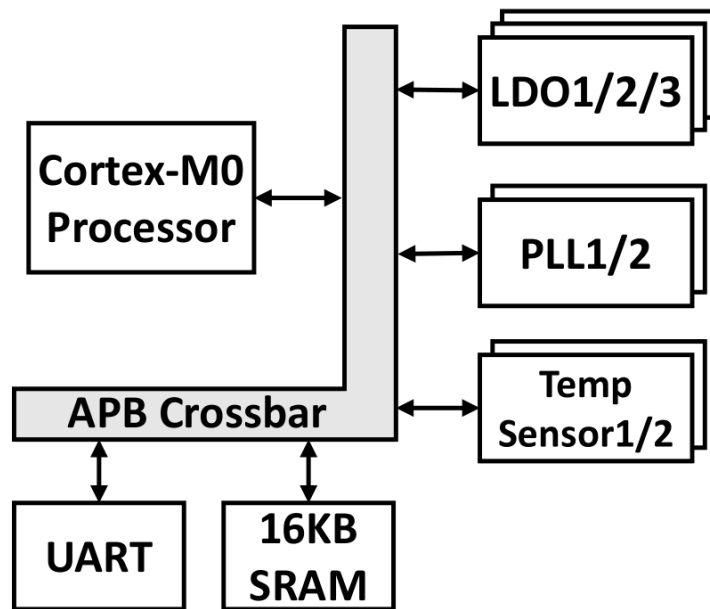 LDO1/2/3
Cortex-M0
Processor
PLL1/2
Temp
Sensor1/2
APB Crossbar
UART
16KB
SRAM